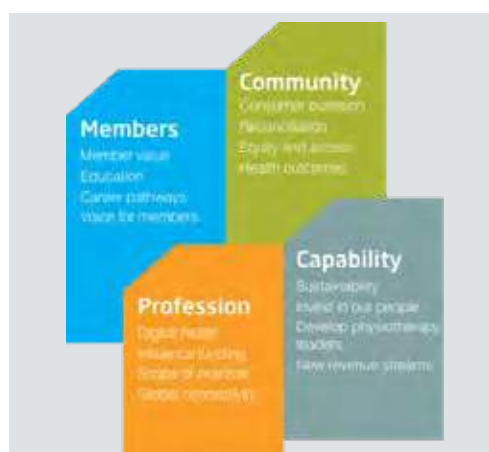 Community
Consumer outreach
Reconciliation
Equity and access
Health outcomes
Members
Member value
Education
Career pathways
Voice for members
Capability
Sustainability
Invest in our people
Develop physiotherapy
leaders
New revenue streams
Profession
Digital health
Influence funding
Scope of practice
Global connectivity